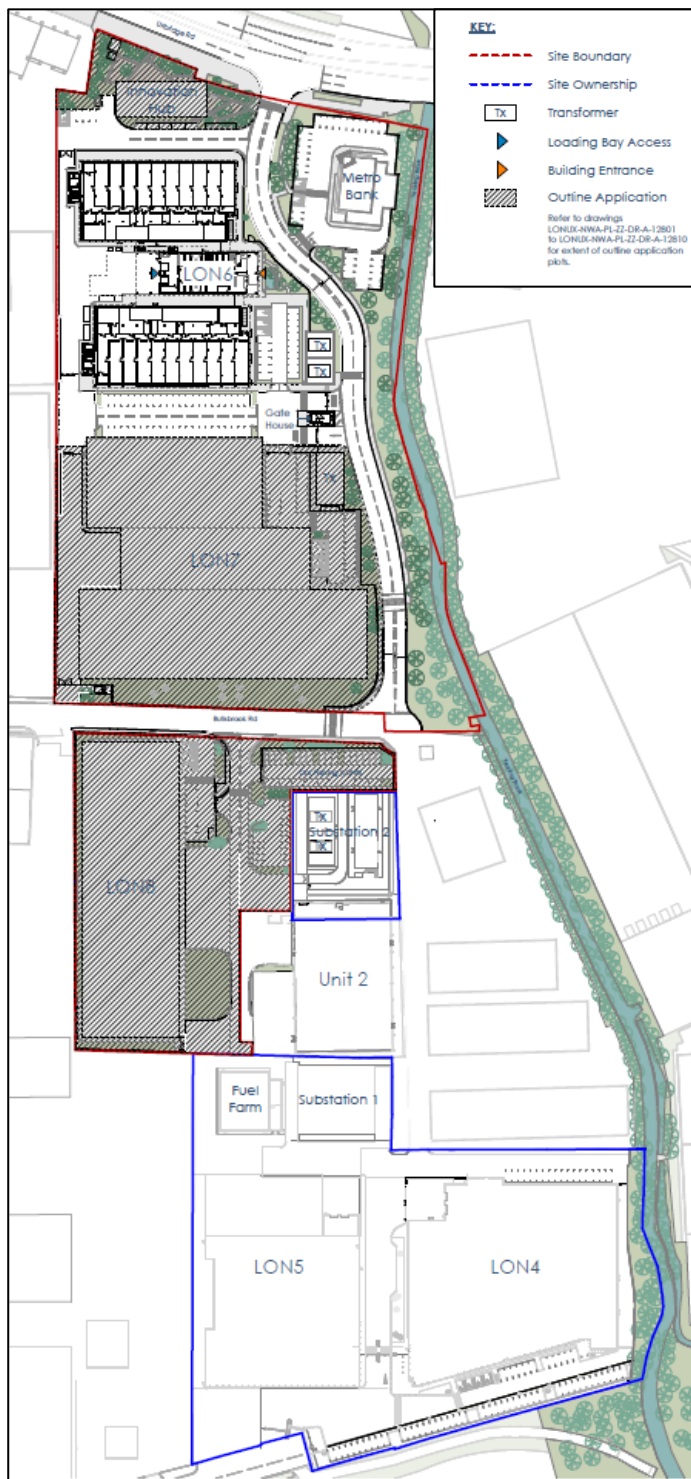 Uxbridge Rd
KEY:
Site Boundary
Site Ownership
Tx
Transformer
Loading Bay Access
Building Entrance
Outline Application
Refer to drawings
LONUX-NWA-PL-ZZ-DR-A-12801
to LONUX-NWA-PL-ZZ-DR-A-12810
for extent of outline application
plots.
Innovation
Hub
Metro
Bank
LON6
Tx
Tx
Gate
House
Tx
LON7
Bullsbrook Rd
Tx
Substation 2
Tx
LON8
Unit 2
Fuel
Farm
Substation 1
LON5
LON4